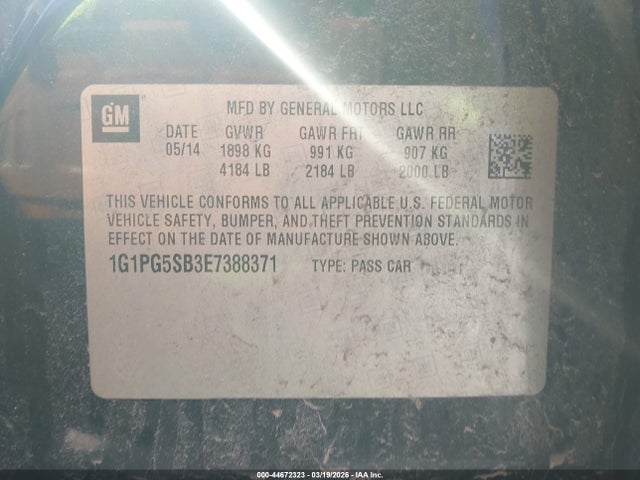 GM ®
MFD BY GENERAL MOTORS LLC
DATE GVWR GAWR FRT GAWR RR
05/14 1898 KG 991 KG 907 KG
4184 LB 2184 LB 2000 LB
THIS VEHICLE CONFORMS TO ALL APPLICABLE U.S. FEDERAL MOTOR
VEHICLE SAFETY, BUMPER, AND THEFT PREVENTION STANDARDS IN
EFFECT ON THE DATE OF MANUFACTURE SHOWN ABOVE.
1G1PG5SB3E7388371 TYPE: PASS CAR
000-44672323 - 03/19/2026 - IAA Inc.